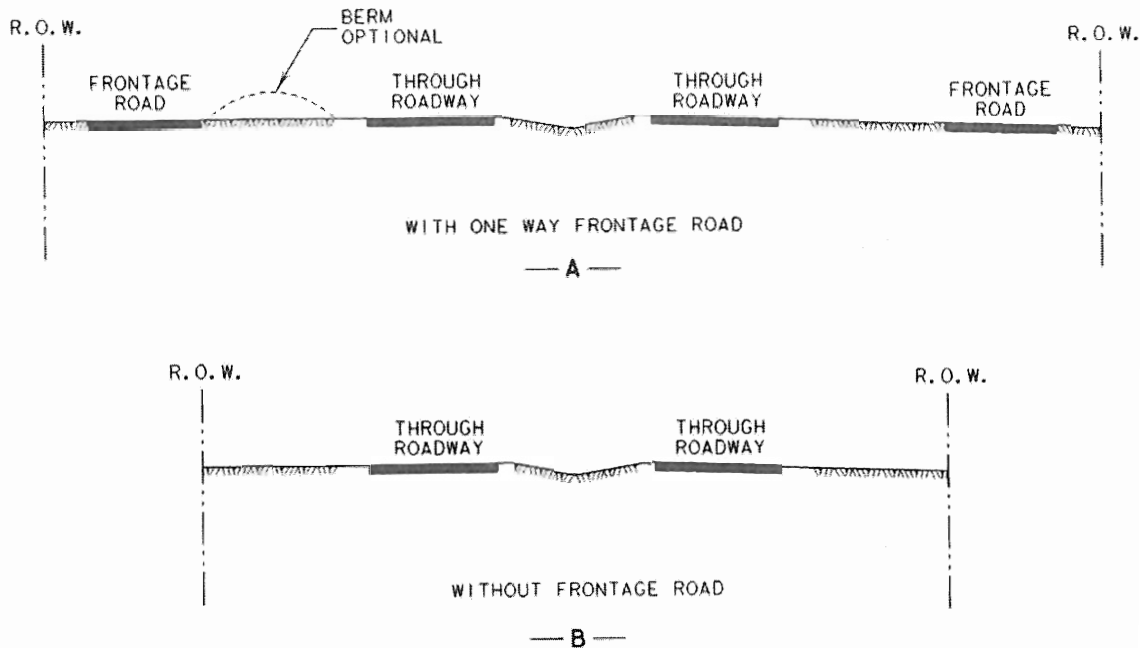 BERM
OPTIONAL
R.O.W.
R.O.W.
FRONTAGE
ROAD
THROUGH
ROADWAY
THROUGH
ROADWAY
FRONTAGE
ROAD
WITH ONE WAY FRONTAGE ROAD
— A —
R.O.W.
R.O.W.
THROUGH
ROADWAY
THROUGH
ROADWAY
WITHOUT FRONTAGE ROAD
— B —